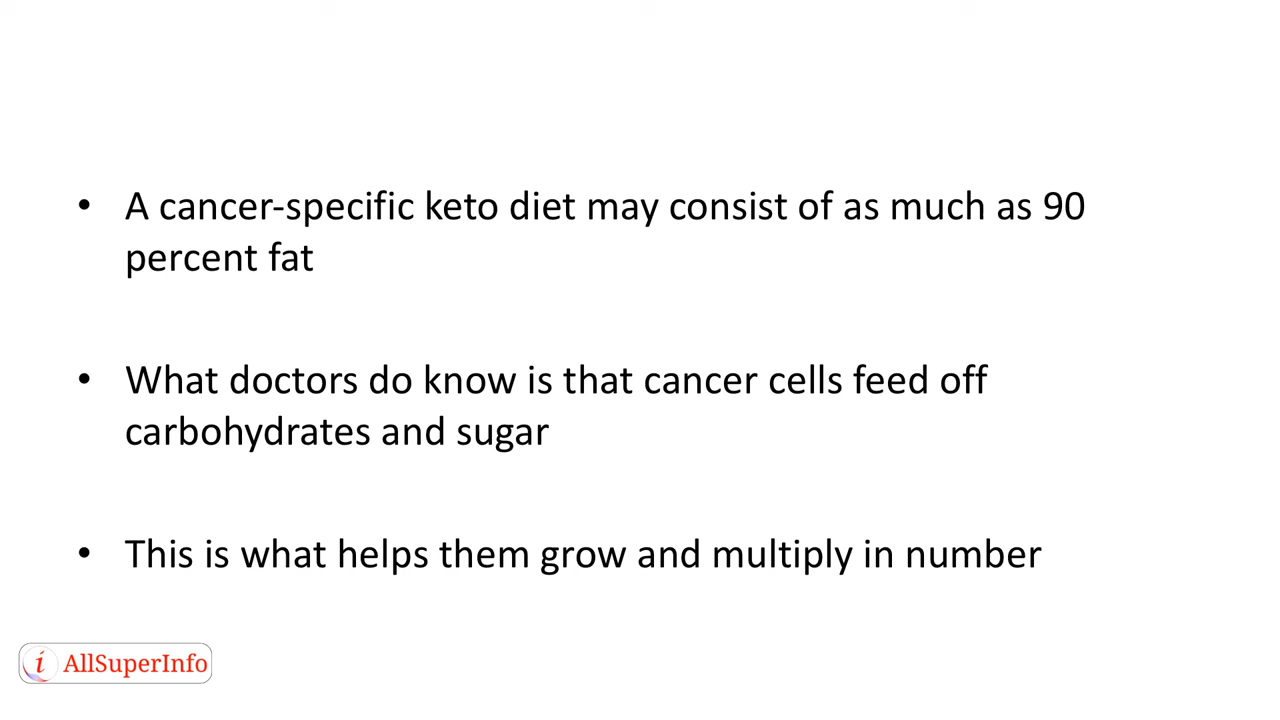 • A cancer-specific keto diet may consist of as much as 90
percent fat
• What doctors do know is that cancer cells feed off
carbohydrates and sugar
• This is what helps them grow and multiply in number
i AllSuperInfo